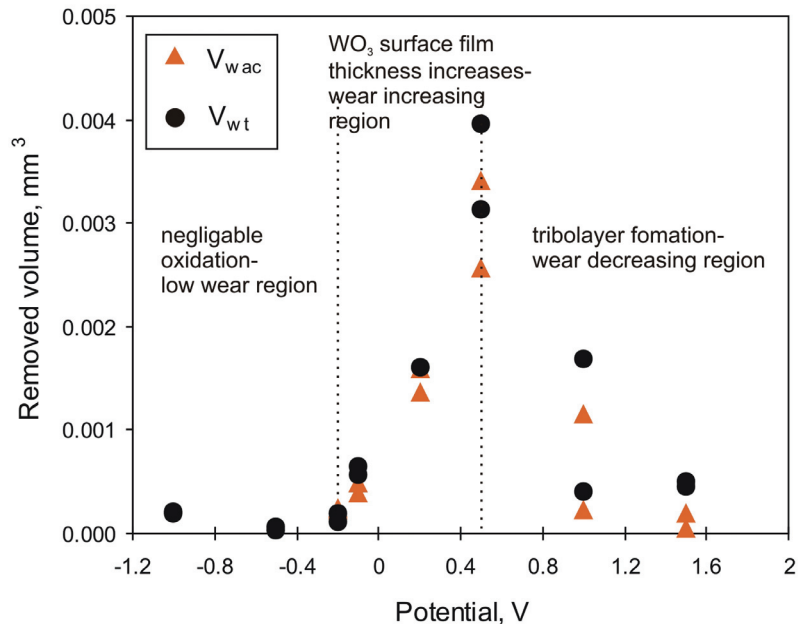 0.005
0.004
0.003
0.002
0.001
0.000
Removed volume, mm³
V w ac
V w t
WO₃ surface film
thickness increases-
wear increasing
region
negligable
oxidation-
low wear region
tribolayer fomation-
wear decreasing region
-1.2 -0.8 -0.4 0 0.4 0.8 1.2 1.6 2
Potential, V